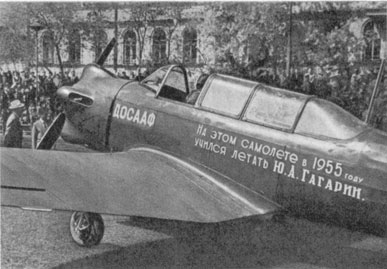 ДОСААФ
НА ЭТОМ САМОЛЕТЕ В 1955 ГОДУ
УЧИЛСЯ ЛЕТАТЬ Ю.А.ГАГАРИН.